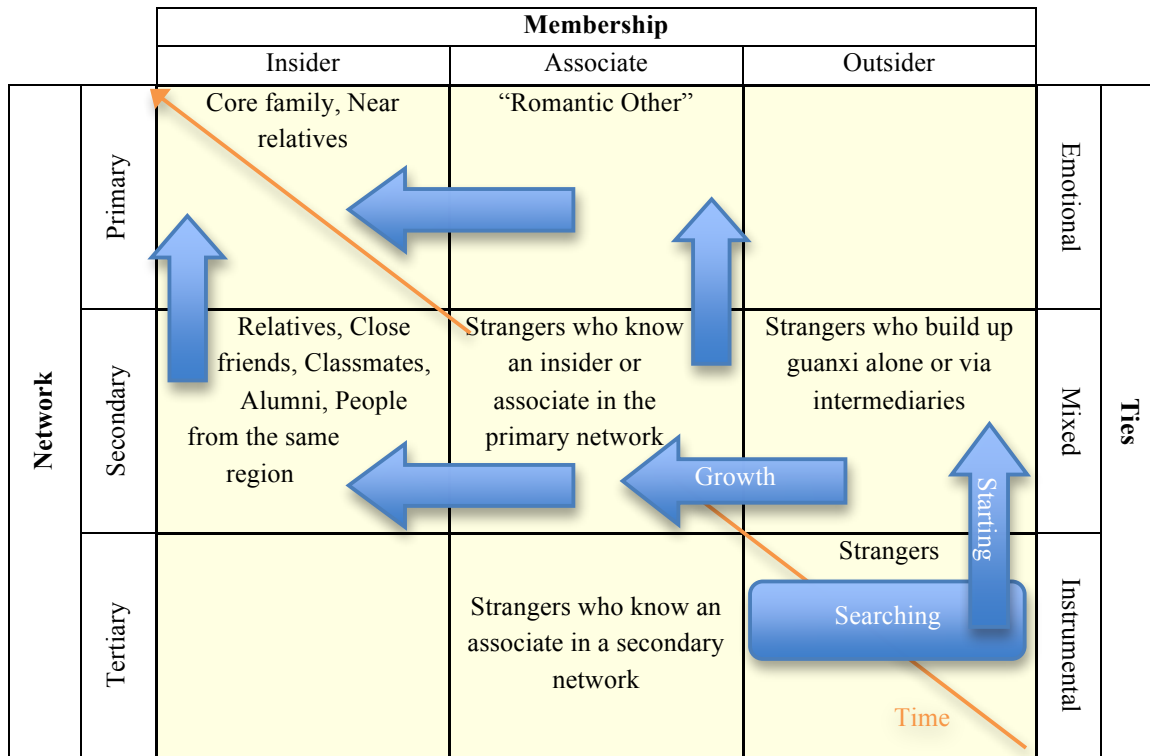 Membership
Insider
Associate
Outsider
Network
Primary
Core family, Near
relatives
“Romantic Other”
Emotional
Ties
Secondary
Relatives, Close
friends, Classmates,
Alumni, People
from the same
region
Strangers who know
an insider or
associate in the
primary network
Strangers who build up
guanxi alone or via
intermediaries
Mixed
Growth
Starting
Tertiary
Strangers who know an
associate in a secondary
network
Strangers
Searching
Time
Instrumental